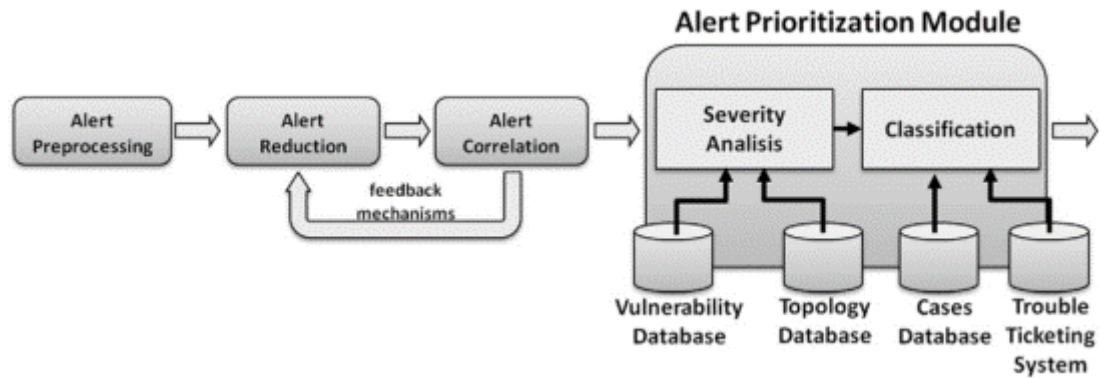 Alert Prioritization Module
Alert
Preprocessing
Alert
Reduction
Alert
Correlation
feedback
mechanisms
Severity
Analisis
Classification
Vulnerability
Database
Topology
Database
Cases
Database
Trouble
Ticketing
System